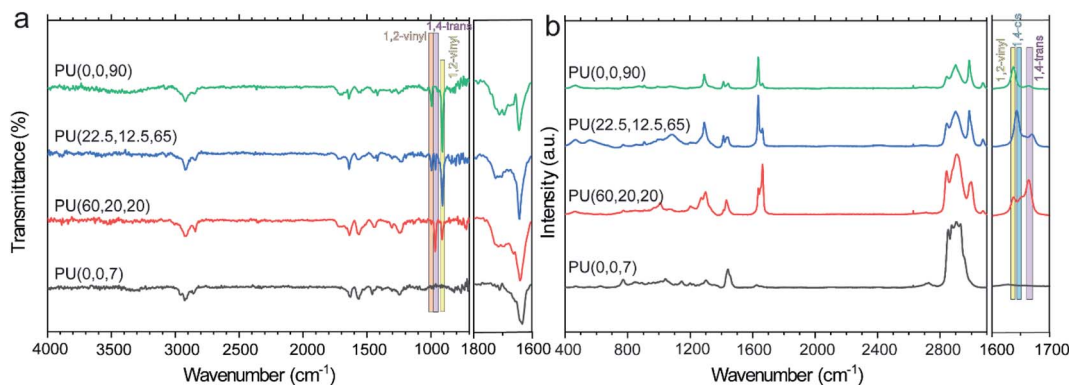 a
1,4-trans
1,2-vinyl
1,2-vinyl
PU(0,0,90)
PU(22.5,12.5,65)
PU(60,20,20)
PU(0,0,7)
Transmittance (%)
4000 3500 3000 2500 2000 1500 1000 1800 1600
Wavenumber (cm-1)
b
1,2-vinyl
1,4-cis
1,4-trans
PU(0,0,90)
PU(22.5,12.5,65)
PU(60,20,20)
PU(0,0,7)
Intensity (a.u.)
400 800 1200 1600 2000 2400 2800 1600 1700
Wavenumber (cm-1)